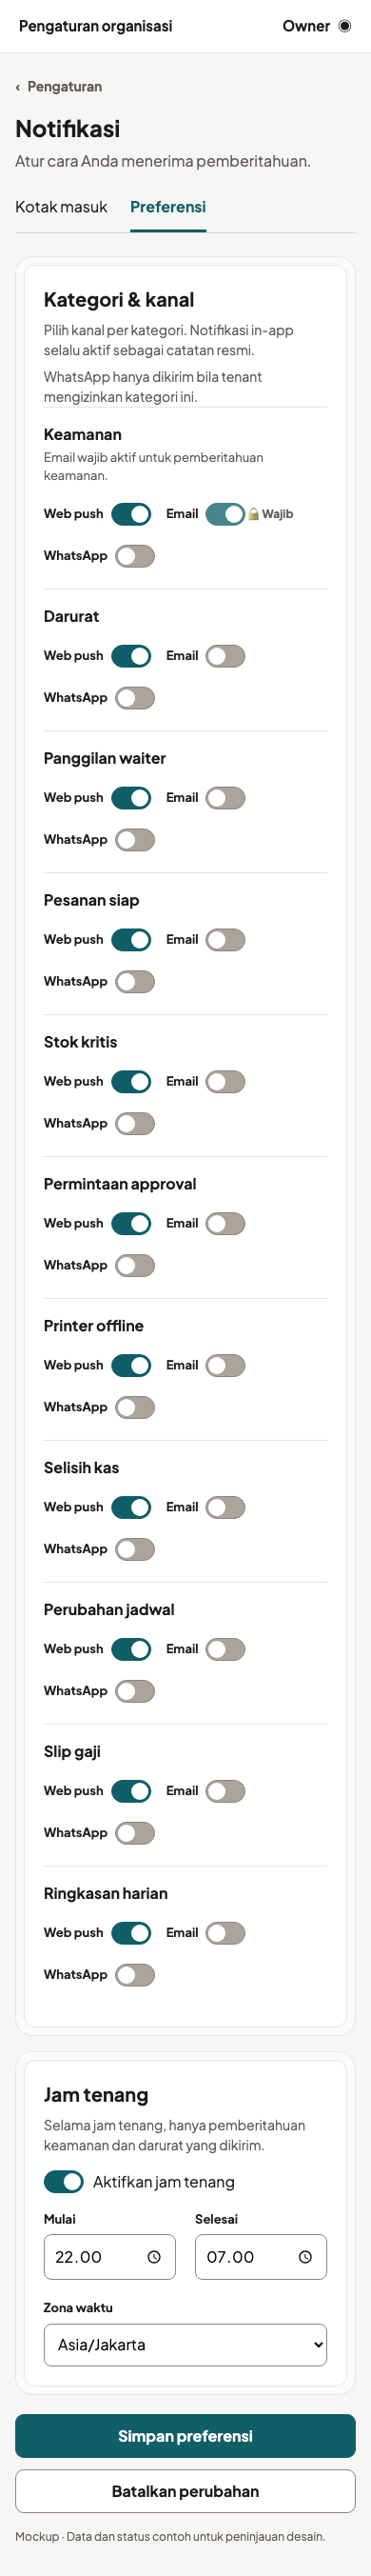 Pengaturan organisasi
Owner
‹ Pengaturan
Notifikasi
Atur cara Anda menerima pemberitahuan.
Kotak masuk
Preferensi
Kategori & kanal
Pilih kanal per kategori. Notifikasi in-app
selalu aktif sebagai catatan resmi.
WhatsApp hanya dikirim bila tenant
mengizinkan kategori ini.
Keamanan
Email wajib aktif untuk pemberitahuan
keamanan.
Web push
Email
🔒 Wajib
WhatsApp
Darurat
Web push
Email
WhatsApp
Panggilan waiter
Web push
Email
WhatsApp
Pesanan siap
Web push
Email
WhatsApp
Stok kritis
Web push
Email
WhatsApp
Permintaan approval
Web push
Email
WhatsApp
Printer offline
Web push
Email
WhatsApp
Selisih kas
Web push
Email
WhatsApp
Perubahan jadwal
Web push
Email
WhatsApp
Slip gaji
Web push
Email
WhatsApp
Ringkasan harian
Web push
Email
WhatsApp
Jam tenang
Selama jam tenang, hanya pemberitahuan
keamanan dan darurat yang dikirim.
Aktifkan jam tenang
Mulai
Selesai
22.00
07.00
Zona waktu
Asia/Jakarta
Simpan preferensi
Batalkan perubahan
Mockup · Data dan status contoh untuk peninjauan desain.